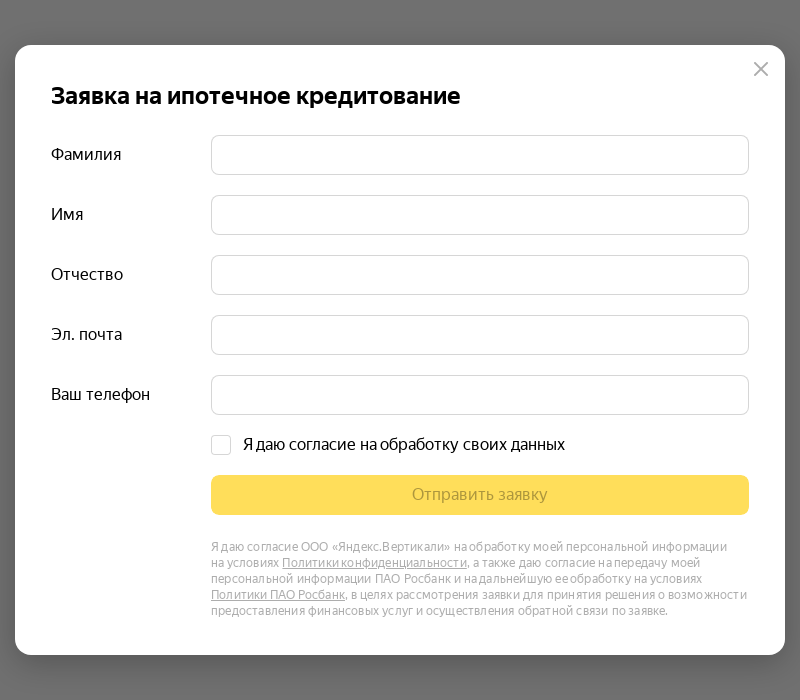 Заявка на ипотечное кредитование
Фамилия
Имя
Отчество
Эл. почта
Ваш телефон
Я даю согласие на обработку своих данных
Отправить заявку
Я даю согласие ООО «Яндекс.Вертикали» на обработку моей персональной информации
на условиях Политики конфиденциальности, а также даю согласие на передачу моей
персональной информации ПАО Росбанк и на дальнейшую ее обработку на условиях
Политики ПАО Росбанк, в целях рассмотрения заявки для принятия решения о возможности
предоставления финансовых услуг и осуществления обратной связи по заявке.